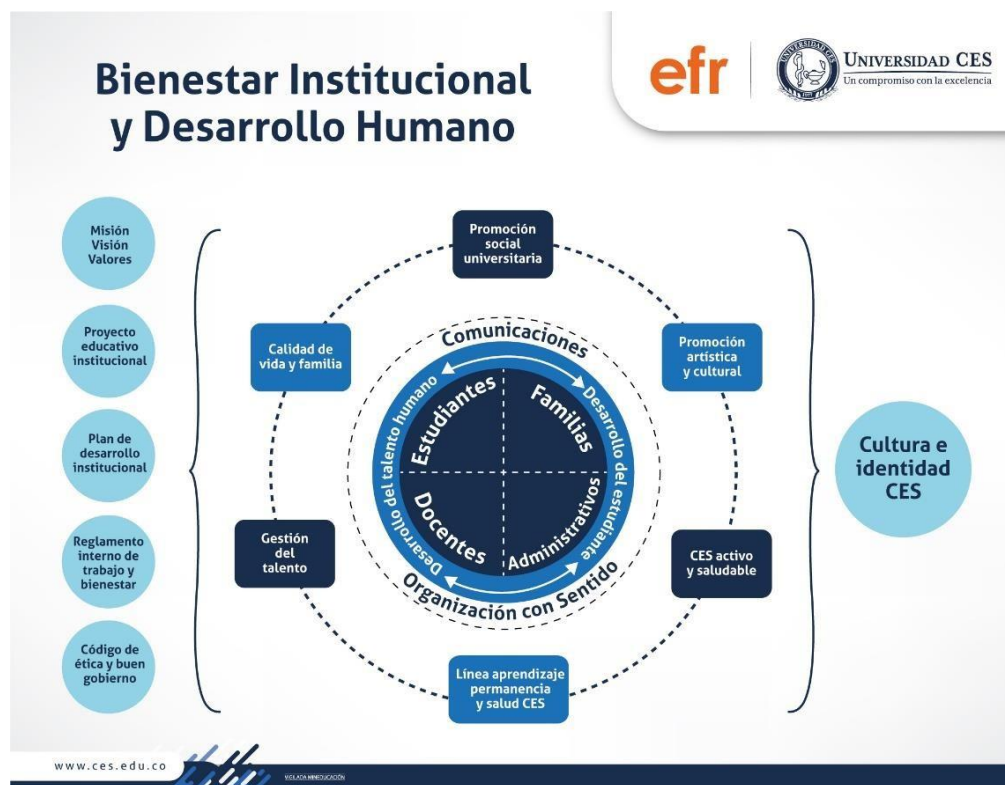 Bienestar Institucional
y Desarrollo Humano
efr
UNIVERSIDAD CES
Un compromiso con la excelencia
Misión
Visión
Valores
Proyecto
educativo
institucional
Plan de
desarrollo
institucional
Reglamento
interno de
trabajo y
bienestar
Código de
ética y buen
gobierno
Promoción
social
universitaria
Calidad de
vida y familia
Promoción
artística
y cultural
Gestión
del
talento
CES activo
y saludable
Línea aprendizaje
permanencia
y salud CES
Comunicaciones
Desarrollo del talento humano
Desarrollo del estudiante
Estudiantes
Familias
Docentes
Administrativos
Organización con Sentido
Cultura e
identidad
CES
www.ces.edu.co
VIGILADA MINEDUCACIÓN